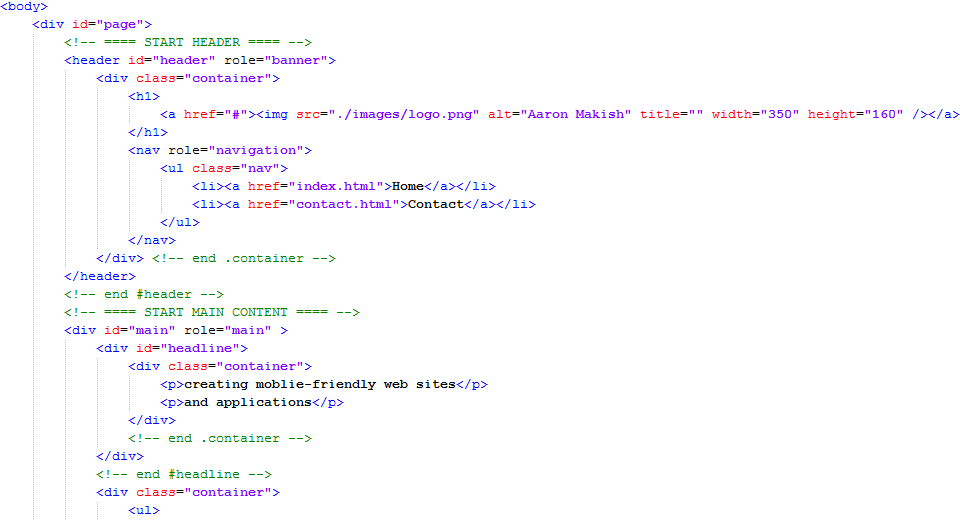 <body>
<div id="page">
<!-- ==== START HEADER ==== -->
<header id="header" role="banner">
<div class="container">
<h1>
<a href="#"><img src="./images/logo.png" alt="Aaron Makish" title="" width="350" height="160" /></a>
</h1>
<nav role="navigation">
<ul class="nav">
<li><a href="index.html">Home</a></li>
<li><a href="contact.html">Contact</a></li>
</ul>
</nav>
</div> <!-- end .container -->
</header>
<!-- end #header -->
<!-- ==== START MAIN CONTENT ==== -->
<div id="main" role="main" >
<div id="headline">
<div class="container">
<p>creating moblie-friendly web sites</p>
<p>and applications</p>
</div>
<!-- end .container -->
</div>
<!-- end #headline -->
<div class="container">
<ul>